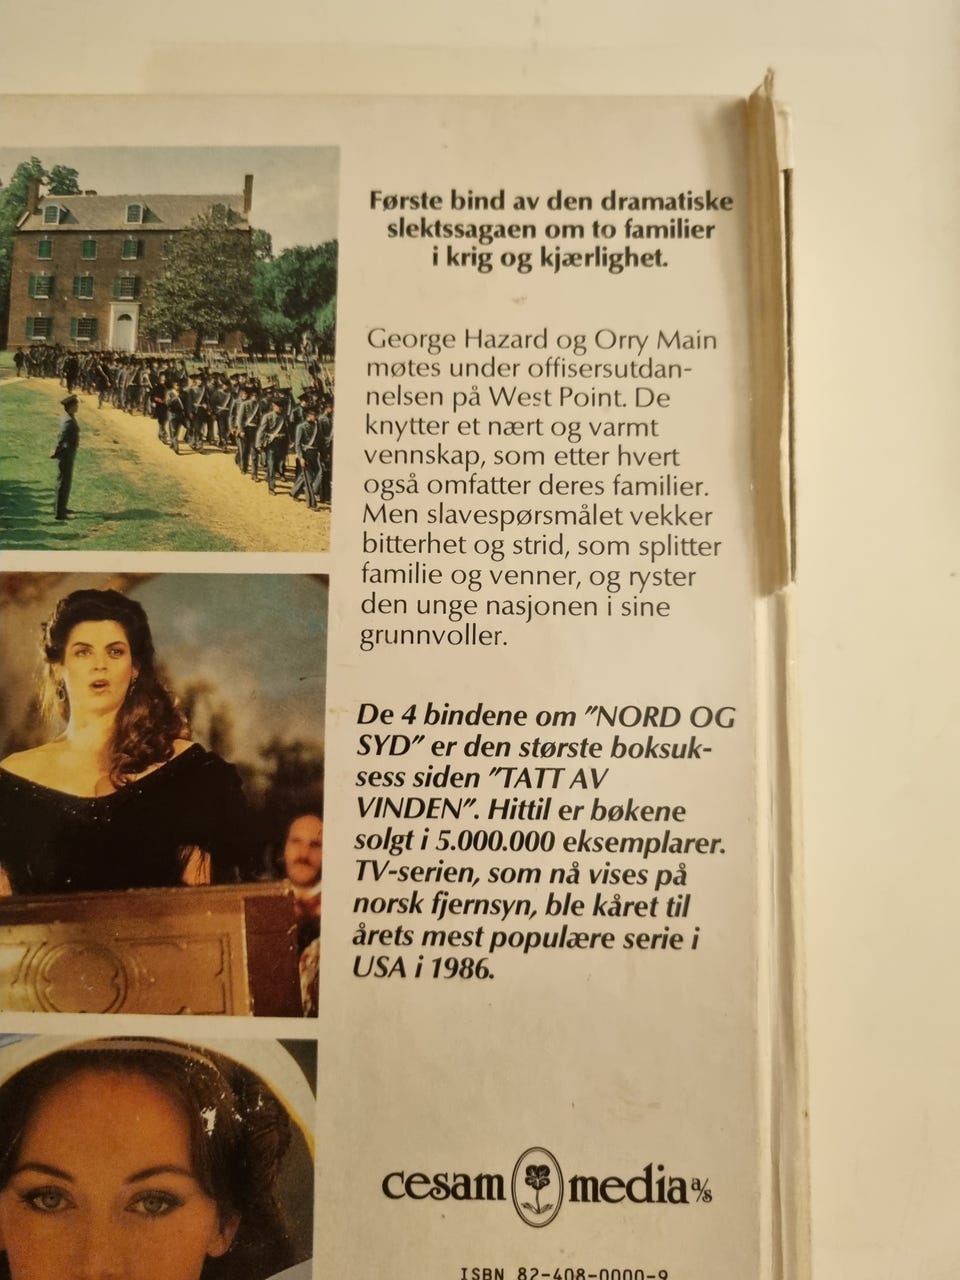 Første bind av den dramatiske
slektssagaen om to familier
i krig og kjærlighet.
George Hazard og Orry Main
møtes under offisersutdan-
nelsen på West Point. De
knytter et nært og varmt
vennskap, som etter hvert
også omfatter deres familier.
Men slavespørsmålet vekker
bitterhet og strid, som splitter
familie og venner, og ryster
den unge nasjonen i sine
grunnvoller.
De 4 bindene om "NORD OG
SYD" er den største boksuk-
sess siden "TATT AV
VINDEN". Hittil er bøkene
solgt i 5.000.000 eksemplarer.
TV-serien, som nå vises på
norsk fjernsyn, ble kåret til
årets mest populære serie i
USA i 1986.
cesam media a/s
ISBN 82-408-0000-9